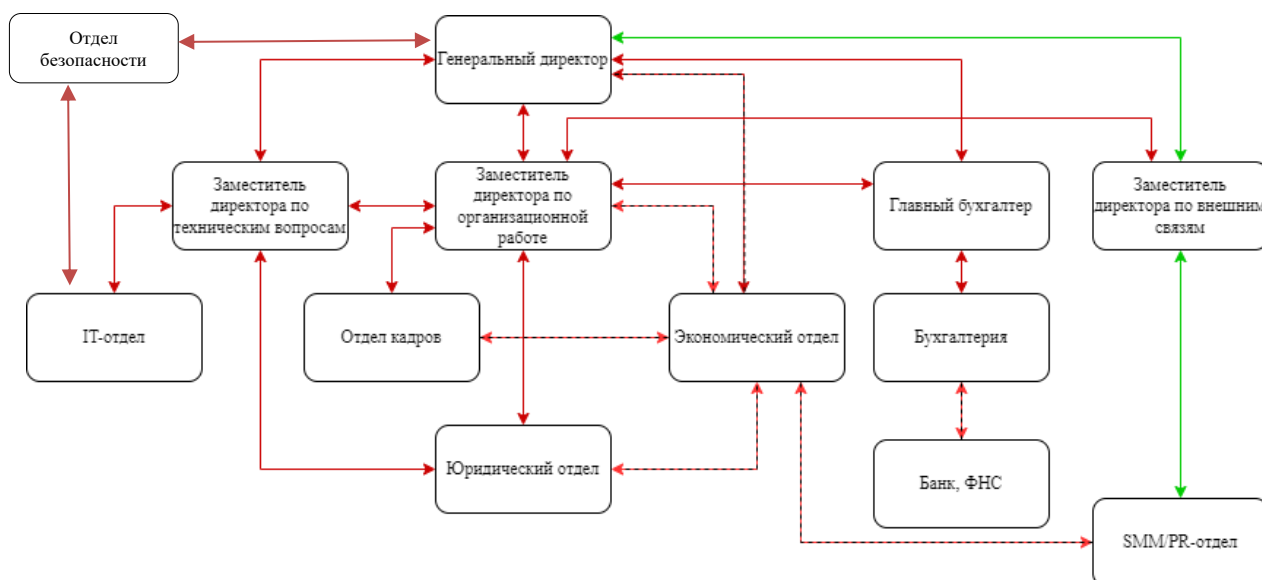 Отдел
безопасности
Генеральный директор
Заместитель
директора по
техническим вопросам
Заместитель
директора по
организационной
работе
Главный бухгалтер
Заместитель
директора по внешним
связям
IT-отдел
Отдел кадров
Экономический отдел
Бухгалтерия
Юридический отдел
Банк, ФНС
SMM/PR-отдел